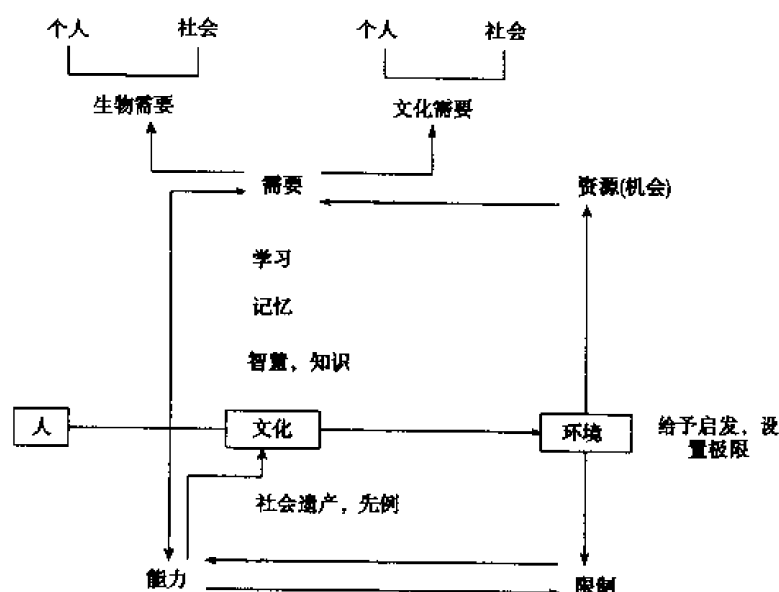 个人 社会 个人 社会
生物需要 文化需要
需要 资源(机会)
学习
记忆
智慧，知识
人 文化 环境 给予启发，设
置极限
社会遗产，先例
能力 限制